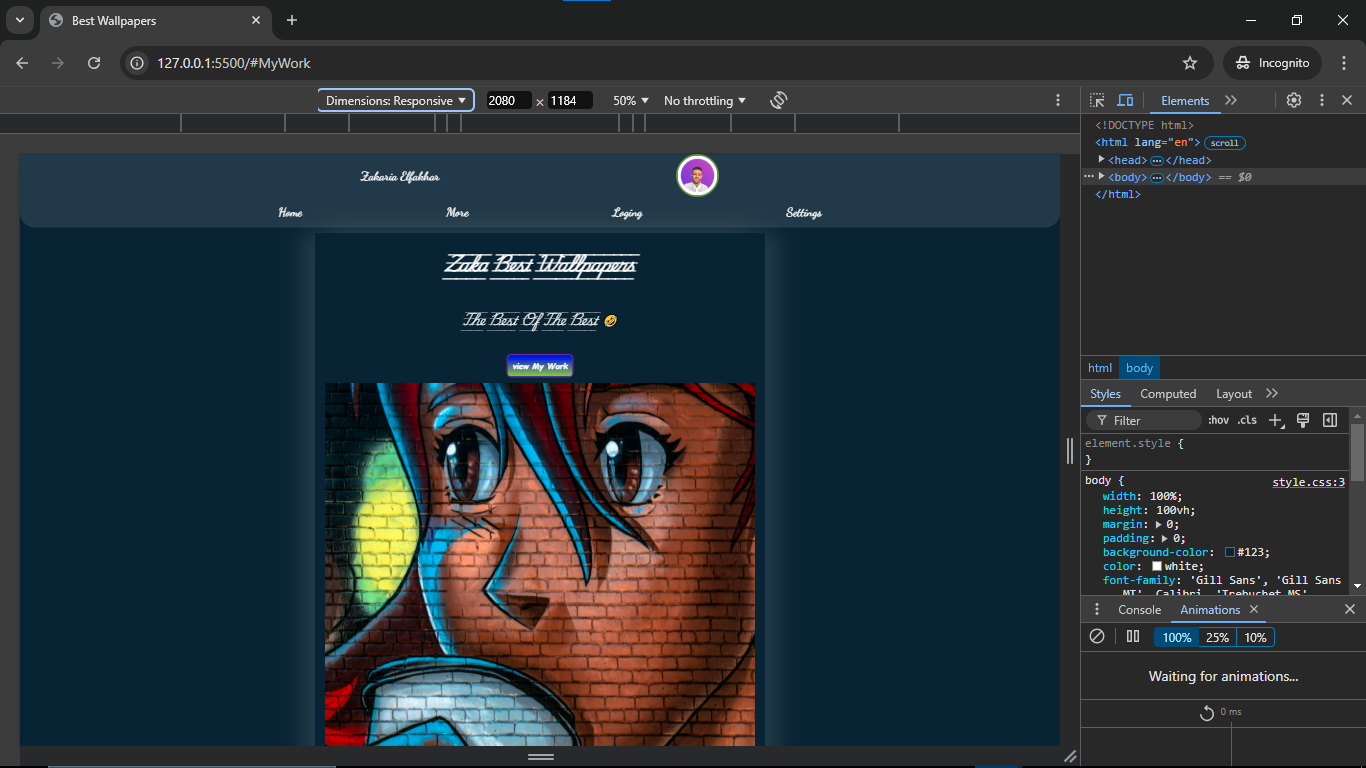 Best Wallpapers
127.0.0.1:5500/#MyWork
Incognito
Dimensions: Responsive
2080 x 1184
50%
No throttling
Elements
Zakaria Elfakhar
Home
More
Loging
Settings
Zaka Best Wallpapers
The Best Of The Best 🤣
view My Work
<!DOCTYPE html>
<html lang="en"> scroll
<head> ⋯ </head>
⋯ <body> ⋯ </body> == $0
</html>
html
body
Styles
Computed
Layout
Filter
:hov
.cls
element.style {
}
body {
style.css:3
width: 100%;
height: 100vh;
margin: 0;
padding: 0;
background-color: #123;
color: white;
font-family: 'Gill Sans', 'Gill Sans
MT', Calibri, 'Trebuchet MS',
Console
Animations
100%
25%
10%
Waiting for animations...
0 ms